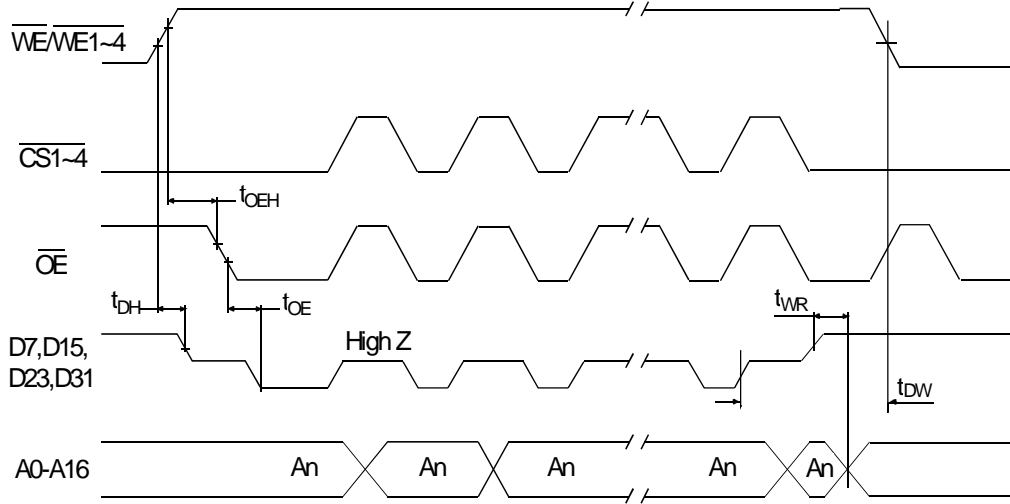 WE/WE1~4
CS1~4
tOEH
OE
tDH
tOE
tWR
D7,D15,
D23,D31
High Z
tDW
A0-A16
An
An
An
An
An